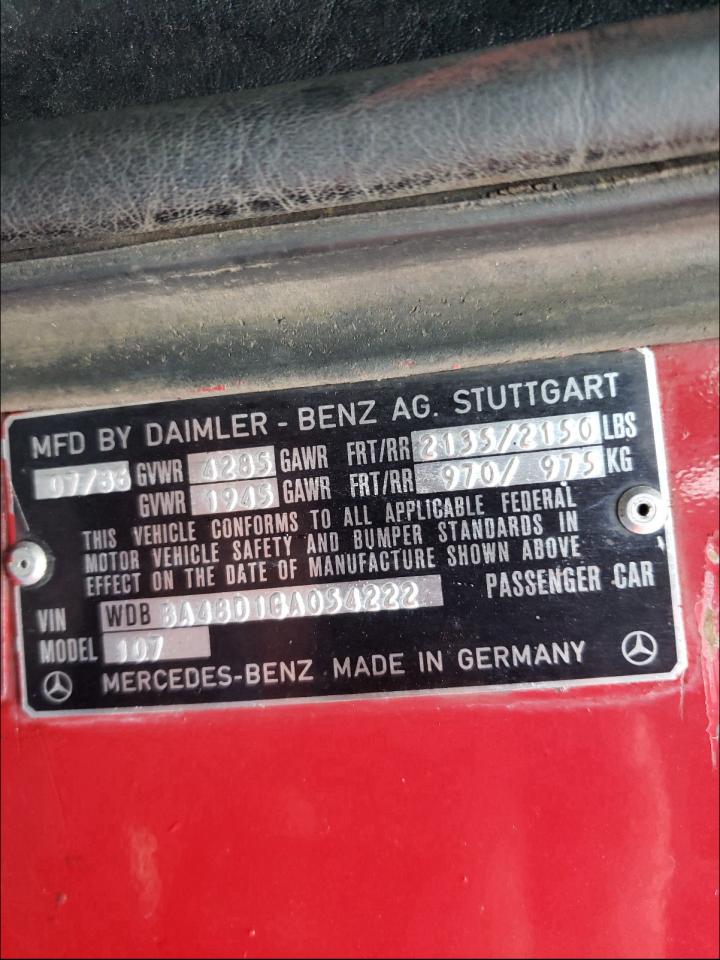 MFD BY DAIMLER - BENZ AG. STUTTGART
07/86 GVWR 4285 GAWR FRT/RR 2135/2150 LBS
GVWR 1945 GAWR FRT/RR 970/ 975 KG
THIS VEHICLE CONFORMS TO ALL APPLICABLE FEDERAL
MOTOR VEHICLE SAFETY AND BUMPER STANDARDS IN
EFFECT ON THE DATE OF MANUFACTURE SHOWN ABOVE
VIN WDB BA48D1GA054222 PASSENGER CAR
MODEL 107
MERCEDES-BENZ MADE IN GERMANY